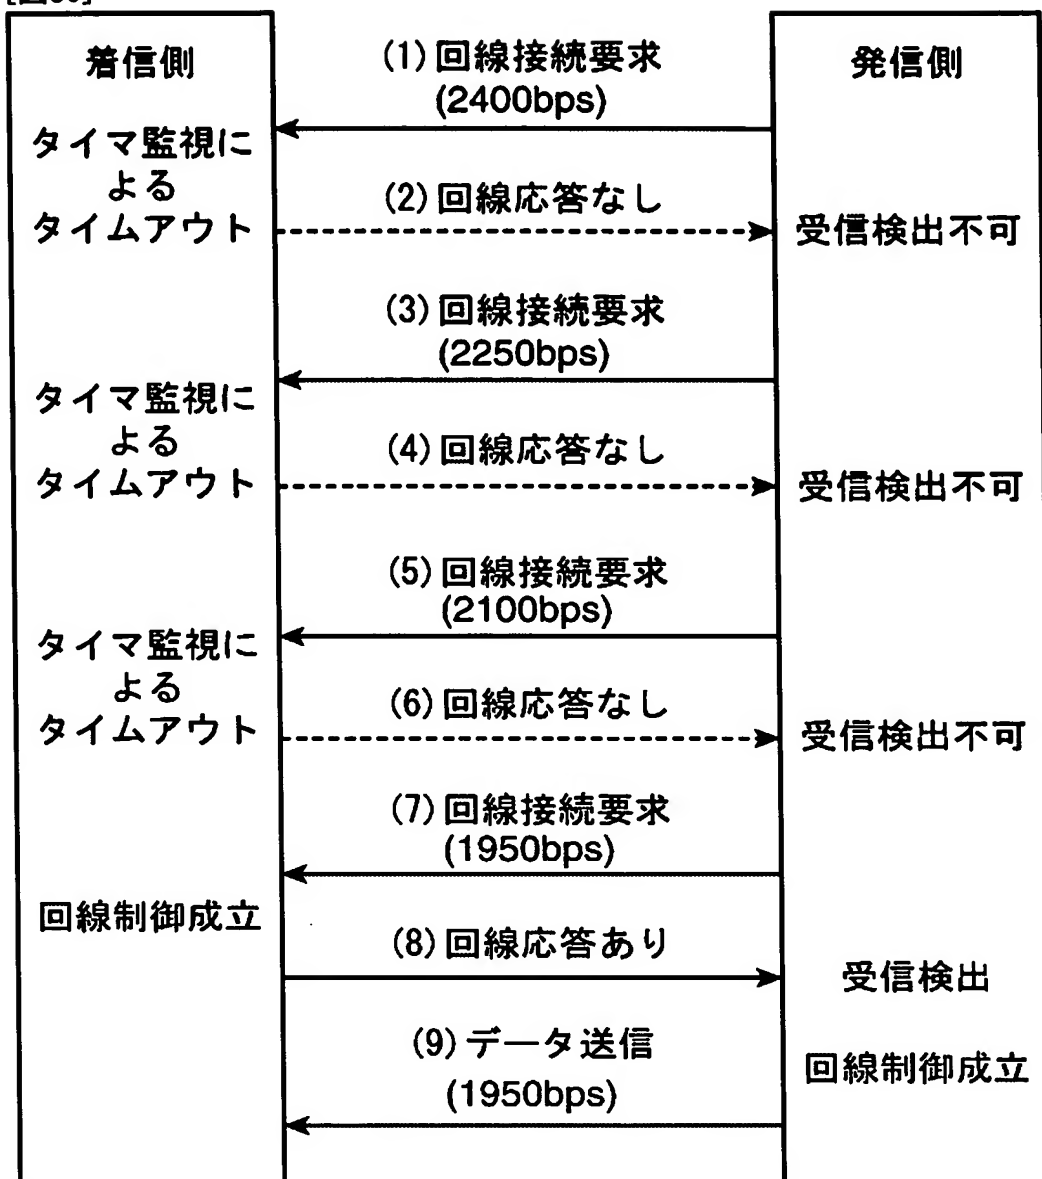 着信側
(1)回線接続要求
(2400bps)
発信側
タイマ監視に
よる
タイムアウト
(2)回線応答なし
受信検出不可
(3)回線接続要求
(2250bps)
タイマ監視に
よる
タイムアウト
(4)回線応答なし
受信検出不可
(5)回線接続要求
(2100bps)
タイマ監視に
よる
タイムアウト
(6)回線応答なし
受信検出不可
(7)回線接続要求
(1950bps)
回線制御成立
(8)回線応答あり
受信検出
(9)データ送信
(1950bps)
回線制御成立